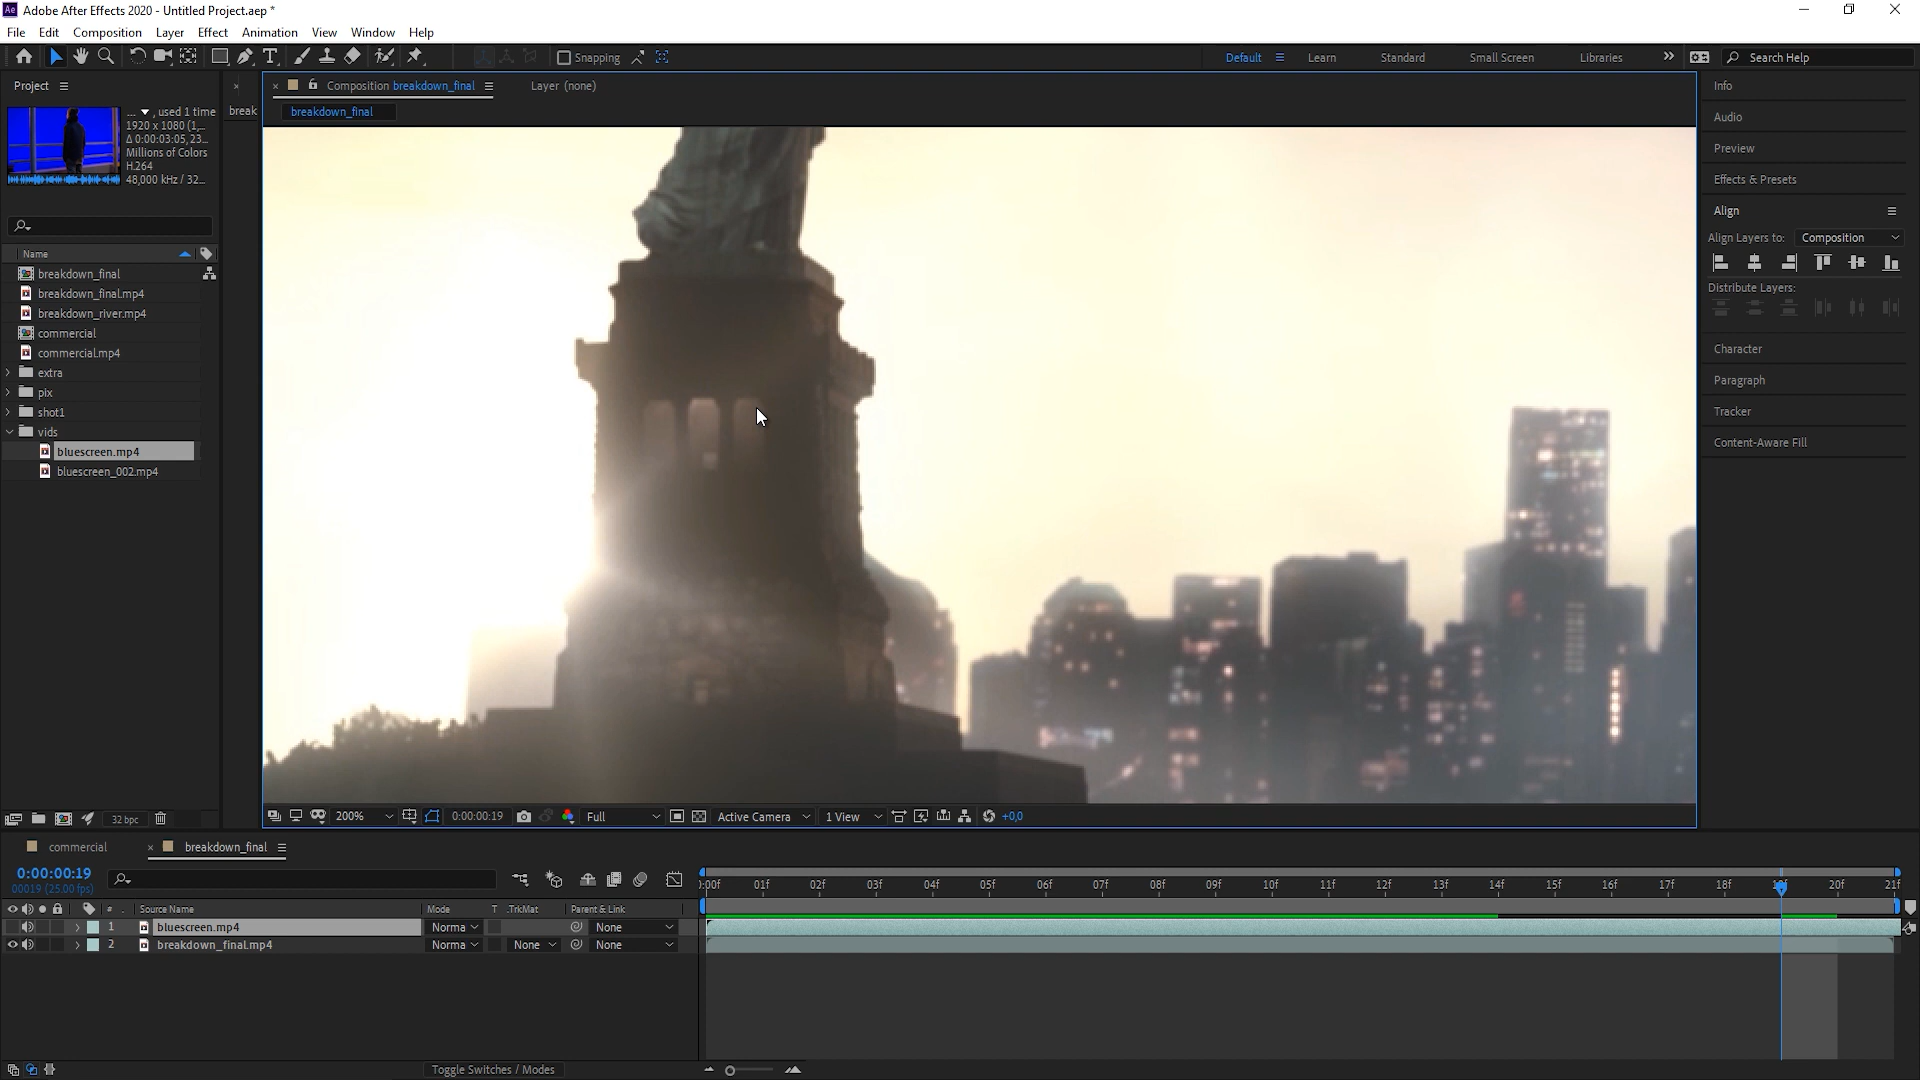 Adobe After Effects 2020 - Untitled Project.aep *
File Edit Composition Layer Effect Animation View Window Help
Snapping
Default Learn Standard Small Screen Libraries Search Help
Project
... , used 1 time
1920 x 1080 (1,...
Δ 0:00:03:05, 23...
Millions of Colors
H.264
48,000 kHz / 32...
Name
breakdown_final
breakdown_final.mp4
breakdown_river.mp4
commercial
commercial.mp4
extra
pix
shot1
vids
bluescreen.mp4
bluescreen_002.mp4
32 bpc
break
Composition breakdown_final
Layer (none)
breakdown_final
200% 0:00:00:19 Full Active Camera 1 View +0,0
Info
Audio
Preview
Effects & Presets
Align
Align Layers to: Composition
Distribute Layers:
Character
Paragraph
Tracker
Content-Aware Fill
commercial
breakdown_final
0:00:00:19
00019 (25.00 fps)
# Source Name Mode T .TrkMat Parent & Link
1 bluescreen.mp4 Norma None
2 breakdown_final.mp4 Norma None None
):00f 01f 02f 03f 04f 05f 06f 07f 08f 09f 10f 11f 12f 13f 14f 15f 16f 17f 18f 19f 20f 21f
Toggle Switches / Modes